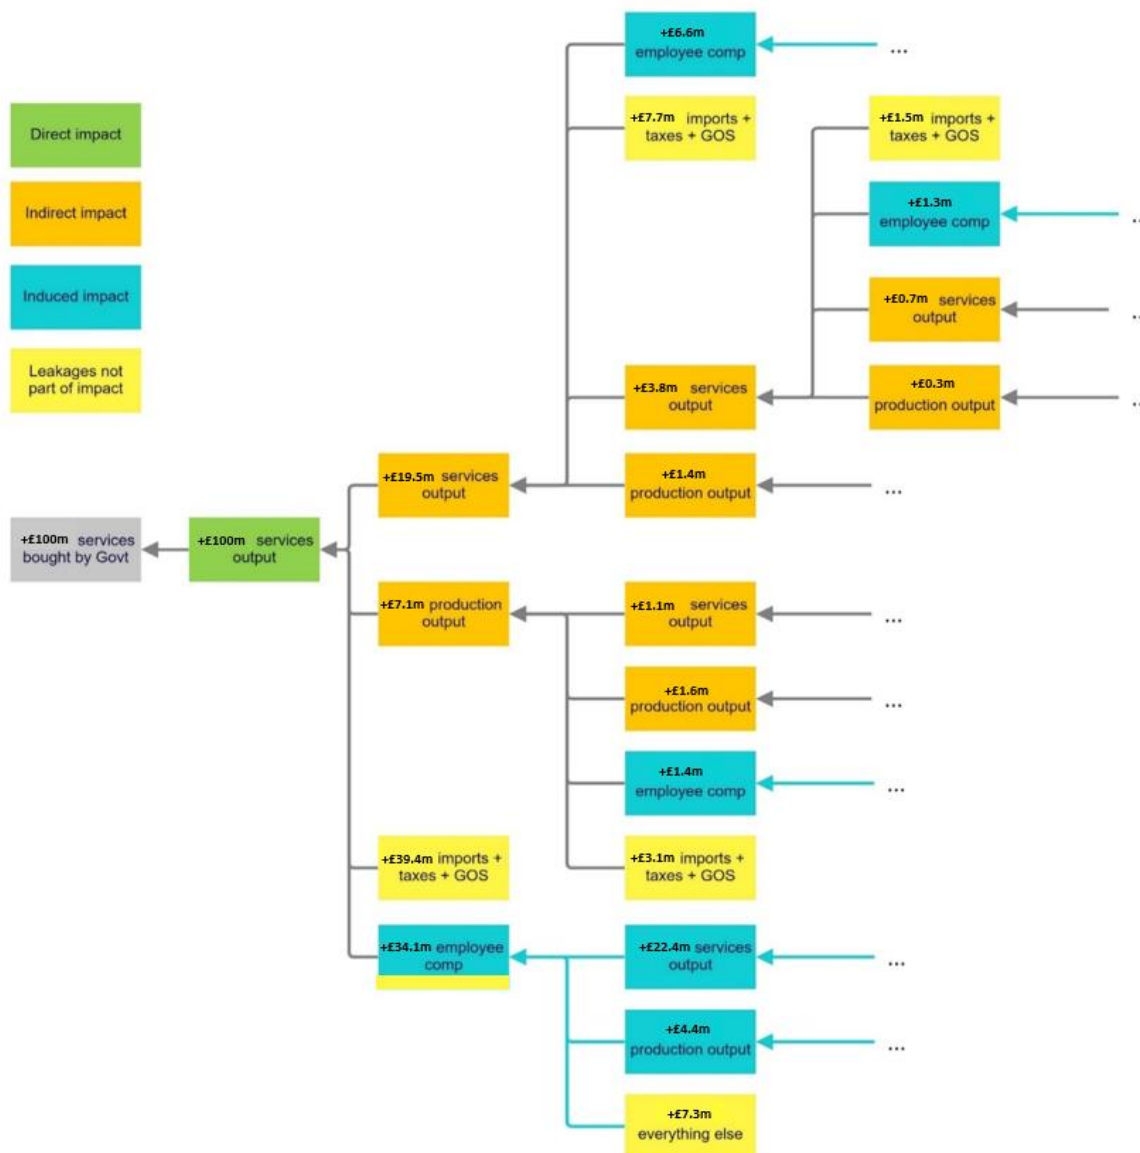 Direct impact
Indirect impact
Induced impact
Leakages not
part of impact
+£100m services
bought by Govt
+£100m services
output
+£19.5m services
output
+£7.1m production
output
+£39.4m imports +
taxes + GOS
+£34.1m employee
comp
+£6.6m
employee comp
+£7.7m imports +
taxes + GOS
+£3.8m services
output
+£1.4m
production output
+£1.1m services
output
+£1.6m
production output
+£1.4m
employee comp
+£3.1m imports +
taxes + GOS
+£22.4m services
output
+£4.4m
production output
+£7.3m
everything else
+£1.5m imports +
taxes + GOS
+£1.3m
employee comp
+£0.7m services
output
+£0.3m
production output
...
...
...
...
...
...
...
...
...
...
...